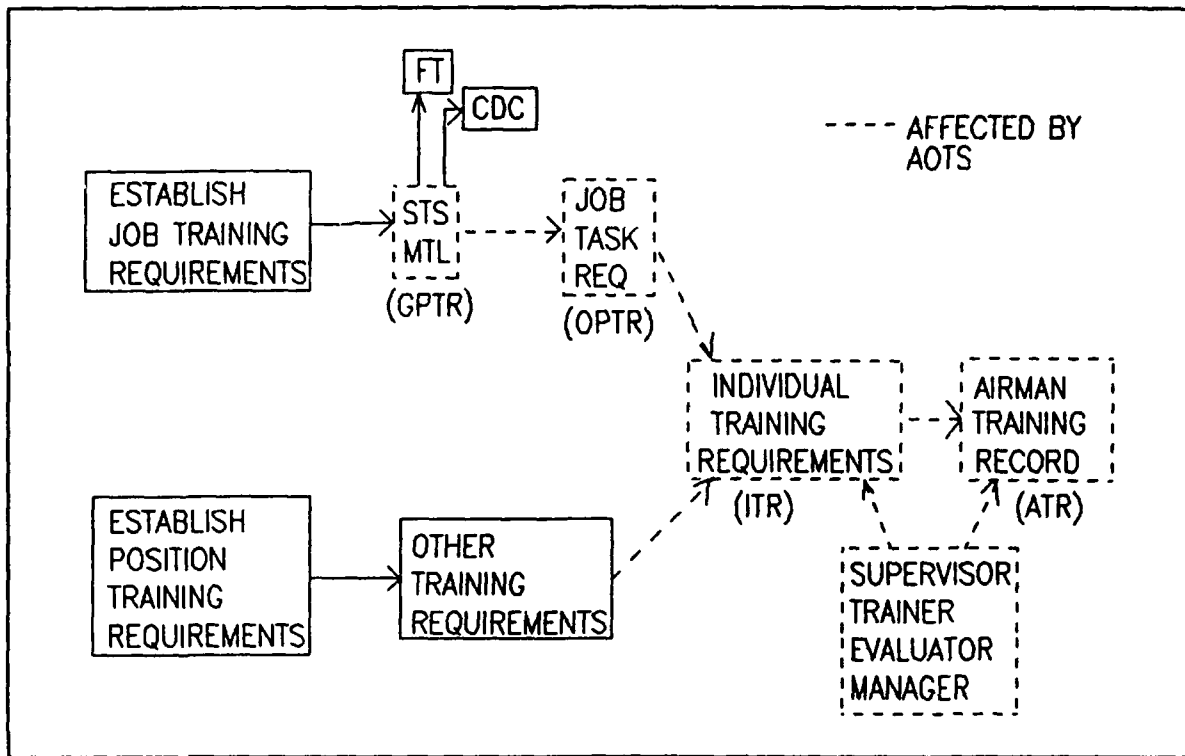 FT
CDC
--- AFFECTED BY
AOTS
ESTABLISH
JOB TRAINING
REQUIREMENTS
STS
MTL
(GPTR)
JOB
TASK
REQ
(OPTR)
INDIVIDUAL
TRAINING
REQUIREMENTS
(ITR)
AIRMAN
TRAINING
RECORD
(ATR)
ESTABLISH
POSITION
TRAINING
REQUIREMENTS
OTHER
TRAINING
REQUIREMENTS
SUPERVISOR
TRAINER
EVALUATOR
MANAGER